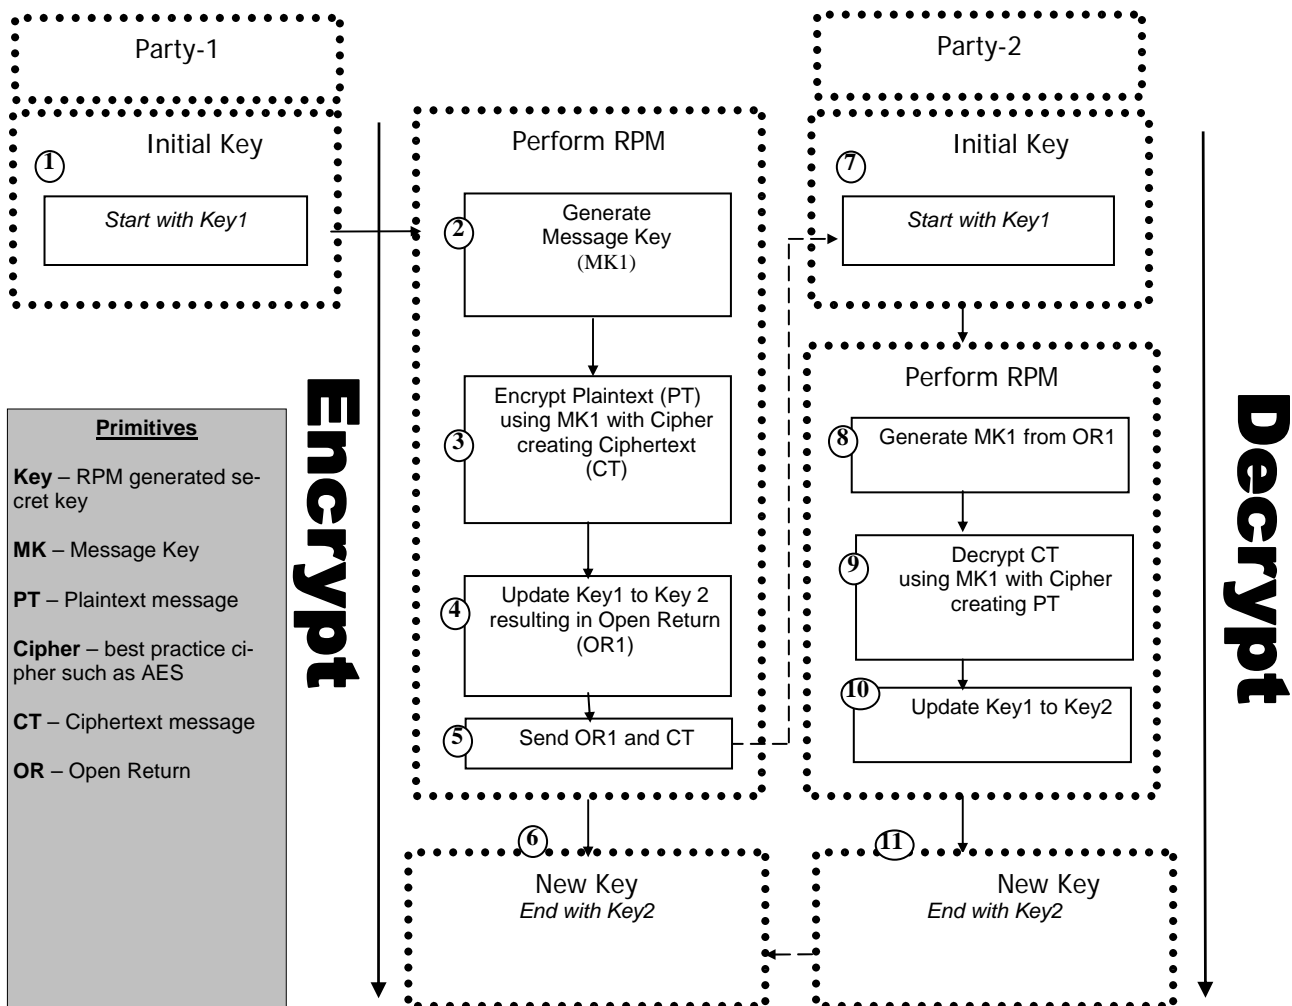 Party-1
Initial Key
1
Start with Key1
Perform RPM
2
Generate
Message Key
(MK1)
3
Encrypt Plaintext (PT)
using MK1 with Cipher
creating Ciphertext
(CT)
4
Update Key1 to Key 2
resulting in Open Return
(OR1)
5
Send OR1 and CT
6
New Key
End with Key2
Encrypt
Party-2
Initial Key
7
Start with Key1
Perform RPM
8
Generate MK1 from OR1
9
Decrypt CT
using MK1 with Cipher
creating PT
10
Update Key1 to Key2
11
New Key
End with Key2
Decrypt
Primitives
Key – RPM generated se-
cret key
MK – Message Key
PT – Plaintext message
Cipher – best practice ci-
pher such as AES
CT – Ciphertext message
OR – Open Return